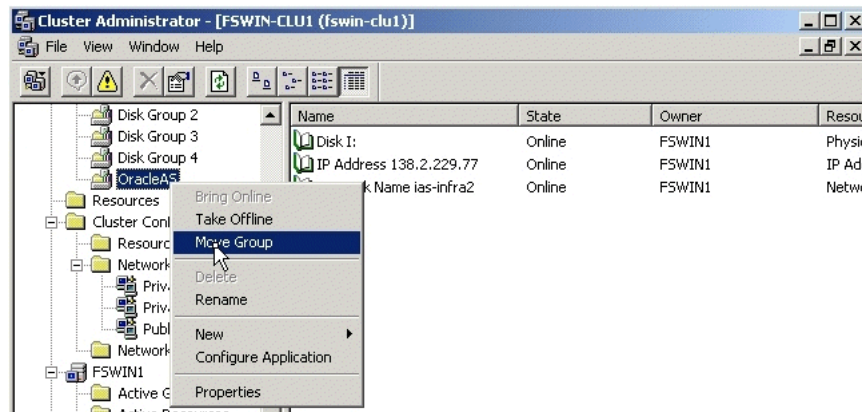 Cluster Administrator - [FSWIN-CLU1 (fswin-clu1)]
File View Window Help
Disk Group 2
Disk Group 3
Disk Group 4
OracleAS
Resources
Cluster Conf
Resourc
Network
Priv
Priv
Publ
Network
FSWIN1
Active G
Active Resources
Name State Owner Resou
Disk I: Online FSWIN1 Physi
IP Address 138.2.229.77 Online FSWIN1 IP Ad
k Name ias-infra2 Online FSWIN1 Netw
Bring Online
Take Offline
Move Group
Delete
Rename
New
Configure Application
Properties